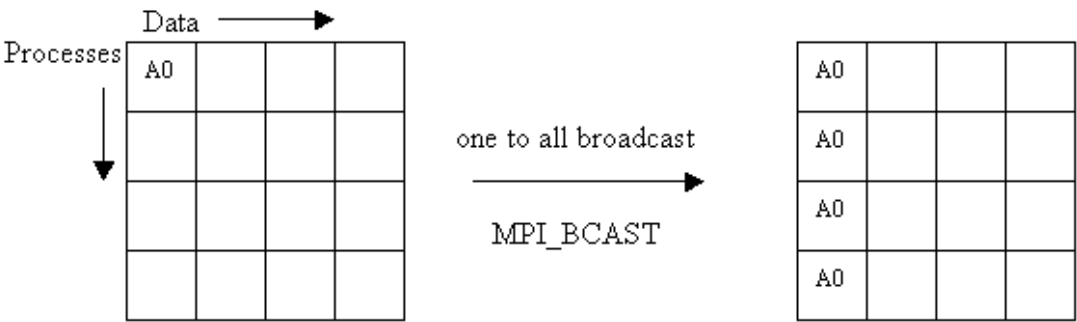 Data
Processes
A0
one to all broadcast
MPI_BCAST
A0
A0
A0
A0